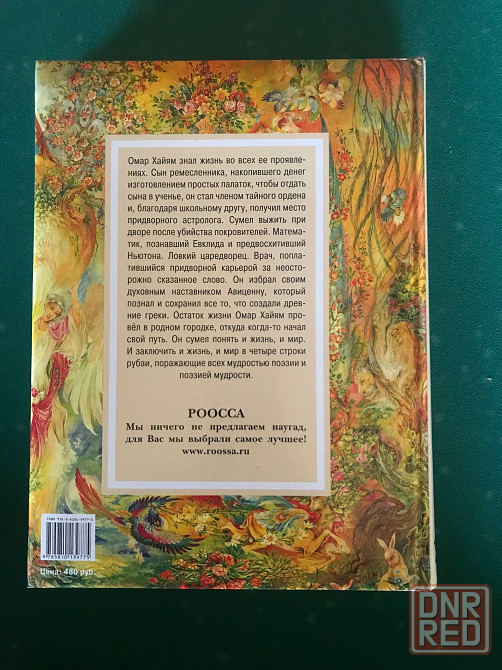 Омар Хайям знал жизнь во всех ее проявле-
ниях. Сын ремесленника, накопившего денег
изготовлением простых палаток, чтобы отдать
сына в ученье, он стал членом тайного ордена
и, благодаря школьному другу, получил место
придворного астролога. Сумел выжить при
дворе после убийства покровителей. Матема-
тик, познавший Евклида и предвосхитивший
Ньютона. Ловкий царедворец. Врач, попла-
тившийся придворной карьерой за неосто-
рожно сказанное слово. Он избрал своим
духовным наставником Авиценну, который
познал и сохранил все то, что создали древ-
ние греки. Остаток жизни Омар Хайям про-
вёл в родном городке, откуда когда-то начал
свой путь. Он сумел понять и жизнь, и мир.
И заключить и жизнь, и мир в четыре строки
рубаи, поражающие всех мудростью поэзии и
поэзией мудрости.
РООССА
Мы ничего не предлагаем наугад,
для Вас мы выбрали самое лучшее!
www.roossa.ru
Цена: 480 руб.
DNR
RED